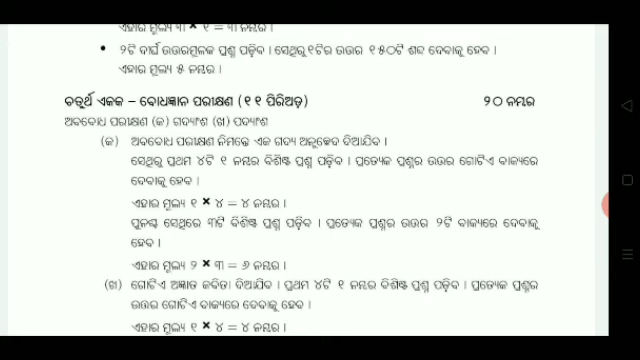 ଏହାର ମୂଲ୍ୟ ୩ × ୧ = ୩ ନମ୍ବର ।
• ୨ଟି ଦୀର୍ଘ ଉତ୍ତରମୂଳକ ପ୍ରଶ୍ନ ପଡ଼ିବ । ସେଥିରୁ ୧ଟିର ଉତ୍ତର ୧୫୦ଟି ଶବ୍ଦ ଦେବାକୁ ହେବ ।
ଏହାର ମୂଲ୍ୟ ୫ ନମ୍ବର ।
ଚତୁର୍ଥ ଏକକ – ବୋଧଜ୍ଞାନ ପରୀକ୍ଷଣ (୧୧ ପିରିଅଡ଼) ୨୦ ନମ୍ବର
ଅବବୋଧ ପରୀକ୍ଷଣ (କ) ଗଦ୍ୟାଂଶ (ଖ) ପଦ୍ୟାଂଶ
(କ) ଅବବୋଧ ପରୀକ୍ଷଣ ନିମନ୍ତେ ଏକ ଗଦ୍ୟ ଅନୁଚ୍ଛେଦ ଦିଆଯିବ ।
ସେଥିରୁ ପ୍ରଥମ ୪ଟି ୧ ନମ୍ବର ବିଶିଷ୍ଟ ପ୍ରଶ୍ନ ପଡ଼ିବ । ପ୍ରତ୍ୟେକ ପ୍ରଶ୍ନର ଉତ୍ତର ଗୋଟିଏ ବାକ୍ୟରେ
ଦେବାକୁ ହେବ ।
ଏହାର ମୂଲ୍ୟ ୧ × ୪ = ୪ ନମ୍ବର ।
ପୁନଶ୍ଚ ସେଥିରେ ୩ଟି ବିଶିଷ୍ଟ ପ୍ରଶ୍ନ ପଡ଼ିବ । ପ୍ରତ୍ୟେକ ପ୍ରଶ୍ନର ଉତ୍ତର ୨ଟି ବାକ୍ୟରେ ଦେବାକୁ
ହେବ ।
ଏହାର ମୂଲ୍ୟ ୨ × ୩ = ୬ ନମ୍ବର ।
(ଖ) ଗୋଟିଏ ଅଜ୍ଞାତ କବିତା ଦିଆଯିବ । ପ୍ରଥମ ୪ଟି ୧ ନମ୍ବର ବିଶିଷ୍ଟ ପ୍ରଶ୍ନ ପଡ଼ିବ । ପ୍ରତ୍ୟେକ ପ୍ରଶ୍ନର
ଉତ୍ତର ଗୋଟିଏ ବାକ୍ୟରେ ଦେବାକୁ ହେବ ।
ଏହାର ମୂଲ୍ୟ ୧ × ୪ = ୪ ନମ୍ବର ।